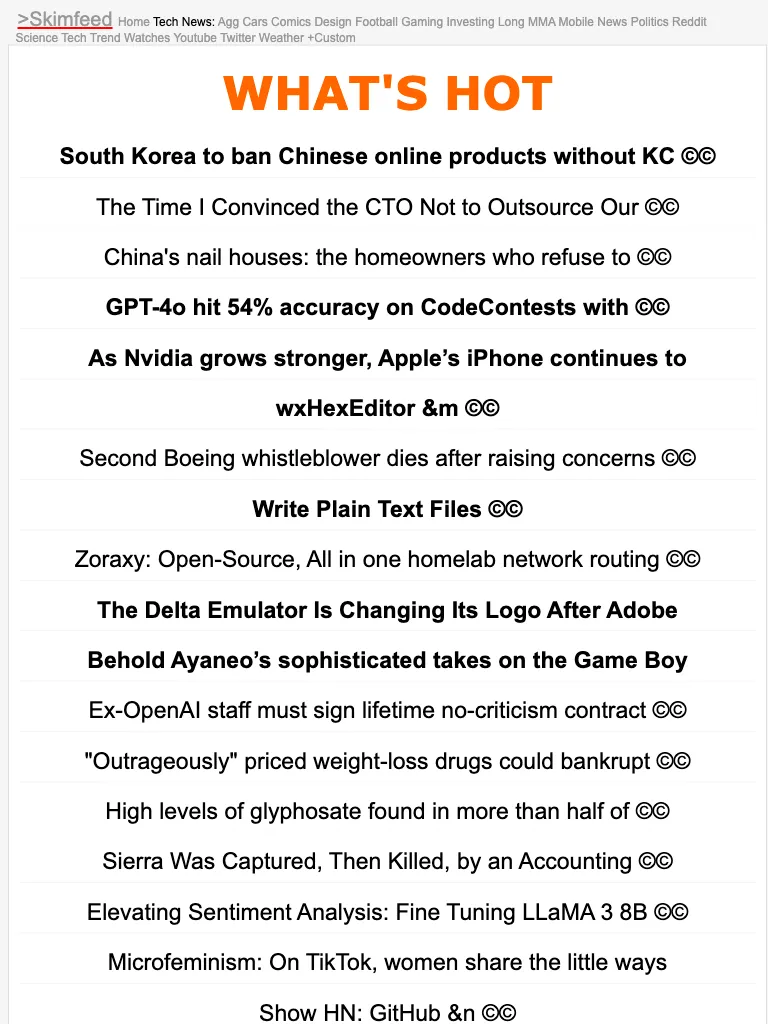 >Skimfeed Home Tech News: Agg Cars Comics Design Football Gaming Investing Long MMA Mobile News Politics Reddit
Science Tech Trend Watches Youtube Twitter Weather +Custom
WHAT'S HOT
South Korea to ban Chinese online products without KC ©©
The Time I Convinced the CTO Not to Outsource Our ©©
China's nail houses: the homeowners who refuse to ©©
GPT-4o hit 54% accuracy on CodeContests with ©©
As Nvidia grows stronger, Apple’s iPhone continues to
wxHexEditor &m ©©
Second Boeing whistleblower dies after raising concerns ©©
Write Plain Text Files ©©
Zoraxy: Open-Source, All in one homelab network routing ©©
The Delta Emulator Is Changing Its Logo After Adobe
Behold Ayaneo’s sophisticated takes on the Game Boy
Ex-OpenAI staff must sign lifetime no-criticism contract ©©
"Outrageously" priced weight-loss drugs could bankrupt ©©
High levels of glyphosate found in more than half of ©©
Sierra Was Captured, Then Killed, by an Accounting ©©
Elevating Sentiment Analysis: Fine Tuning LLaMA 3 8B ©©
Microfeminism: On TikTok, women share the little ways
Show HN: GitHub &n ©©